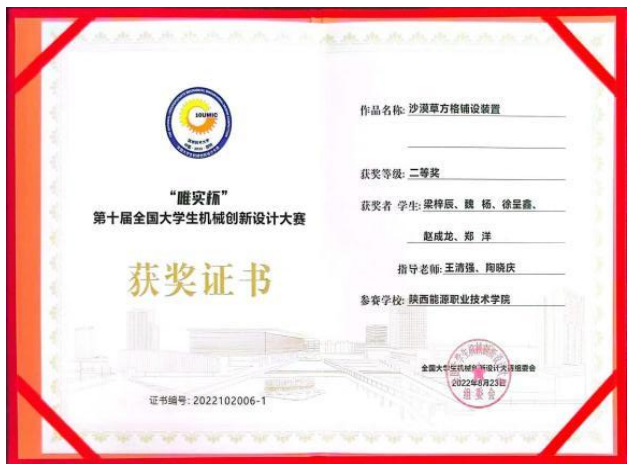 10UMIC
"唯实杯"
第十届全国大学生机械创新设计大赛
获奖证书
证书编号: 2022102006-1
作品名称: 沙漠草方格铺设装置
获奖等级: 二等奖
获奖者 学生: 梁梓辰、魏 杨、徐呈鑫、
赵成龙、郑 洋
指导老师: 王清强、陶晓庆
参赛学校: 陕西能源职业技术学院
全国大学生机械创新设计大赛组委会
2022年8月23日
组委会